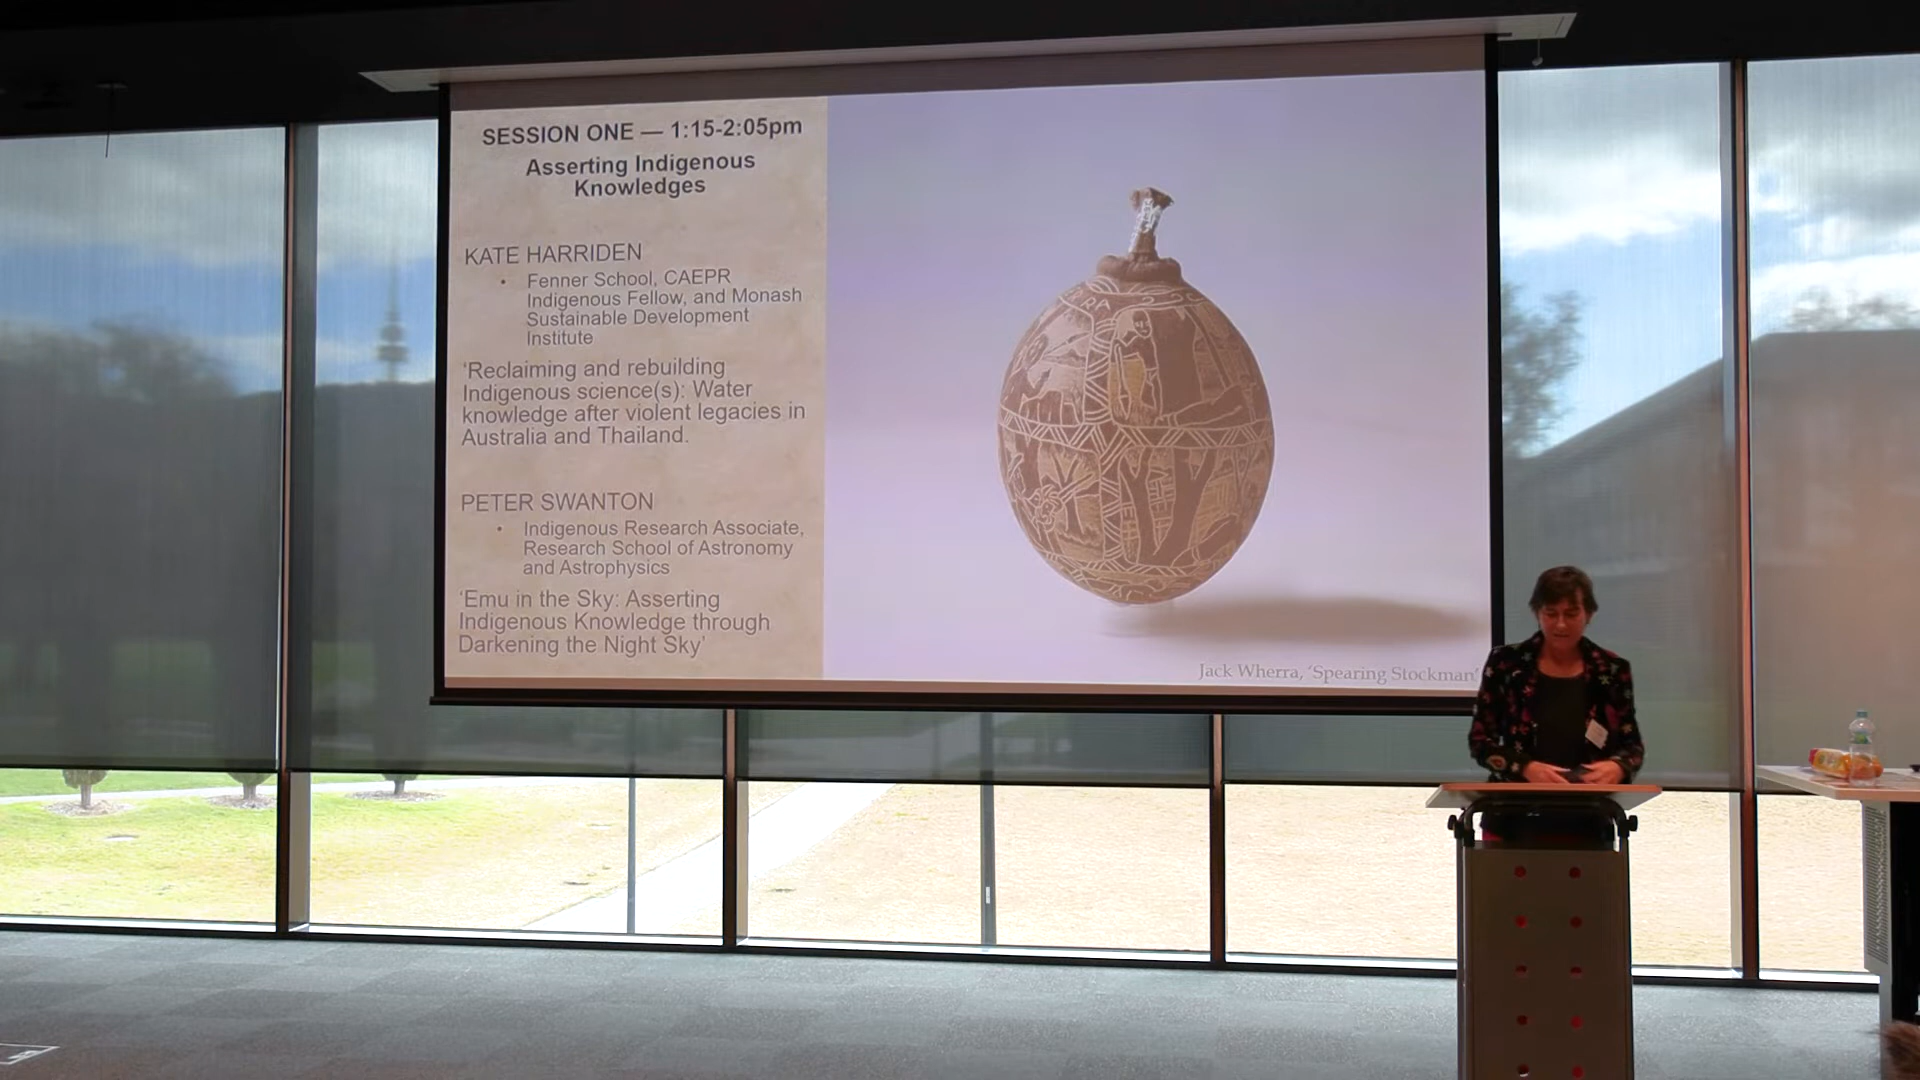 SESSION ONE — 1:15-2:05pm
Asserting Indigenous
Knowledges
KATE HARRIDEN
• Fenner School, CAEPR
Indigenous Fellow, and Monash
Sustainable Development
Institute
‘Reclaiming and rebuilding
Indigenous science(s): Water
knowledge after violent legacies in
Australia and Thailand.
PETER SWANTON
• Indigenous Research Associate,
Research School of Astronomy
and Astrophysics
‘Emu in the Sky: Asserting
Indigenous Knowledge through
Darkening the Night Sky’
Jack Wherra, ‘Spearing Stockman’